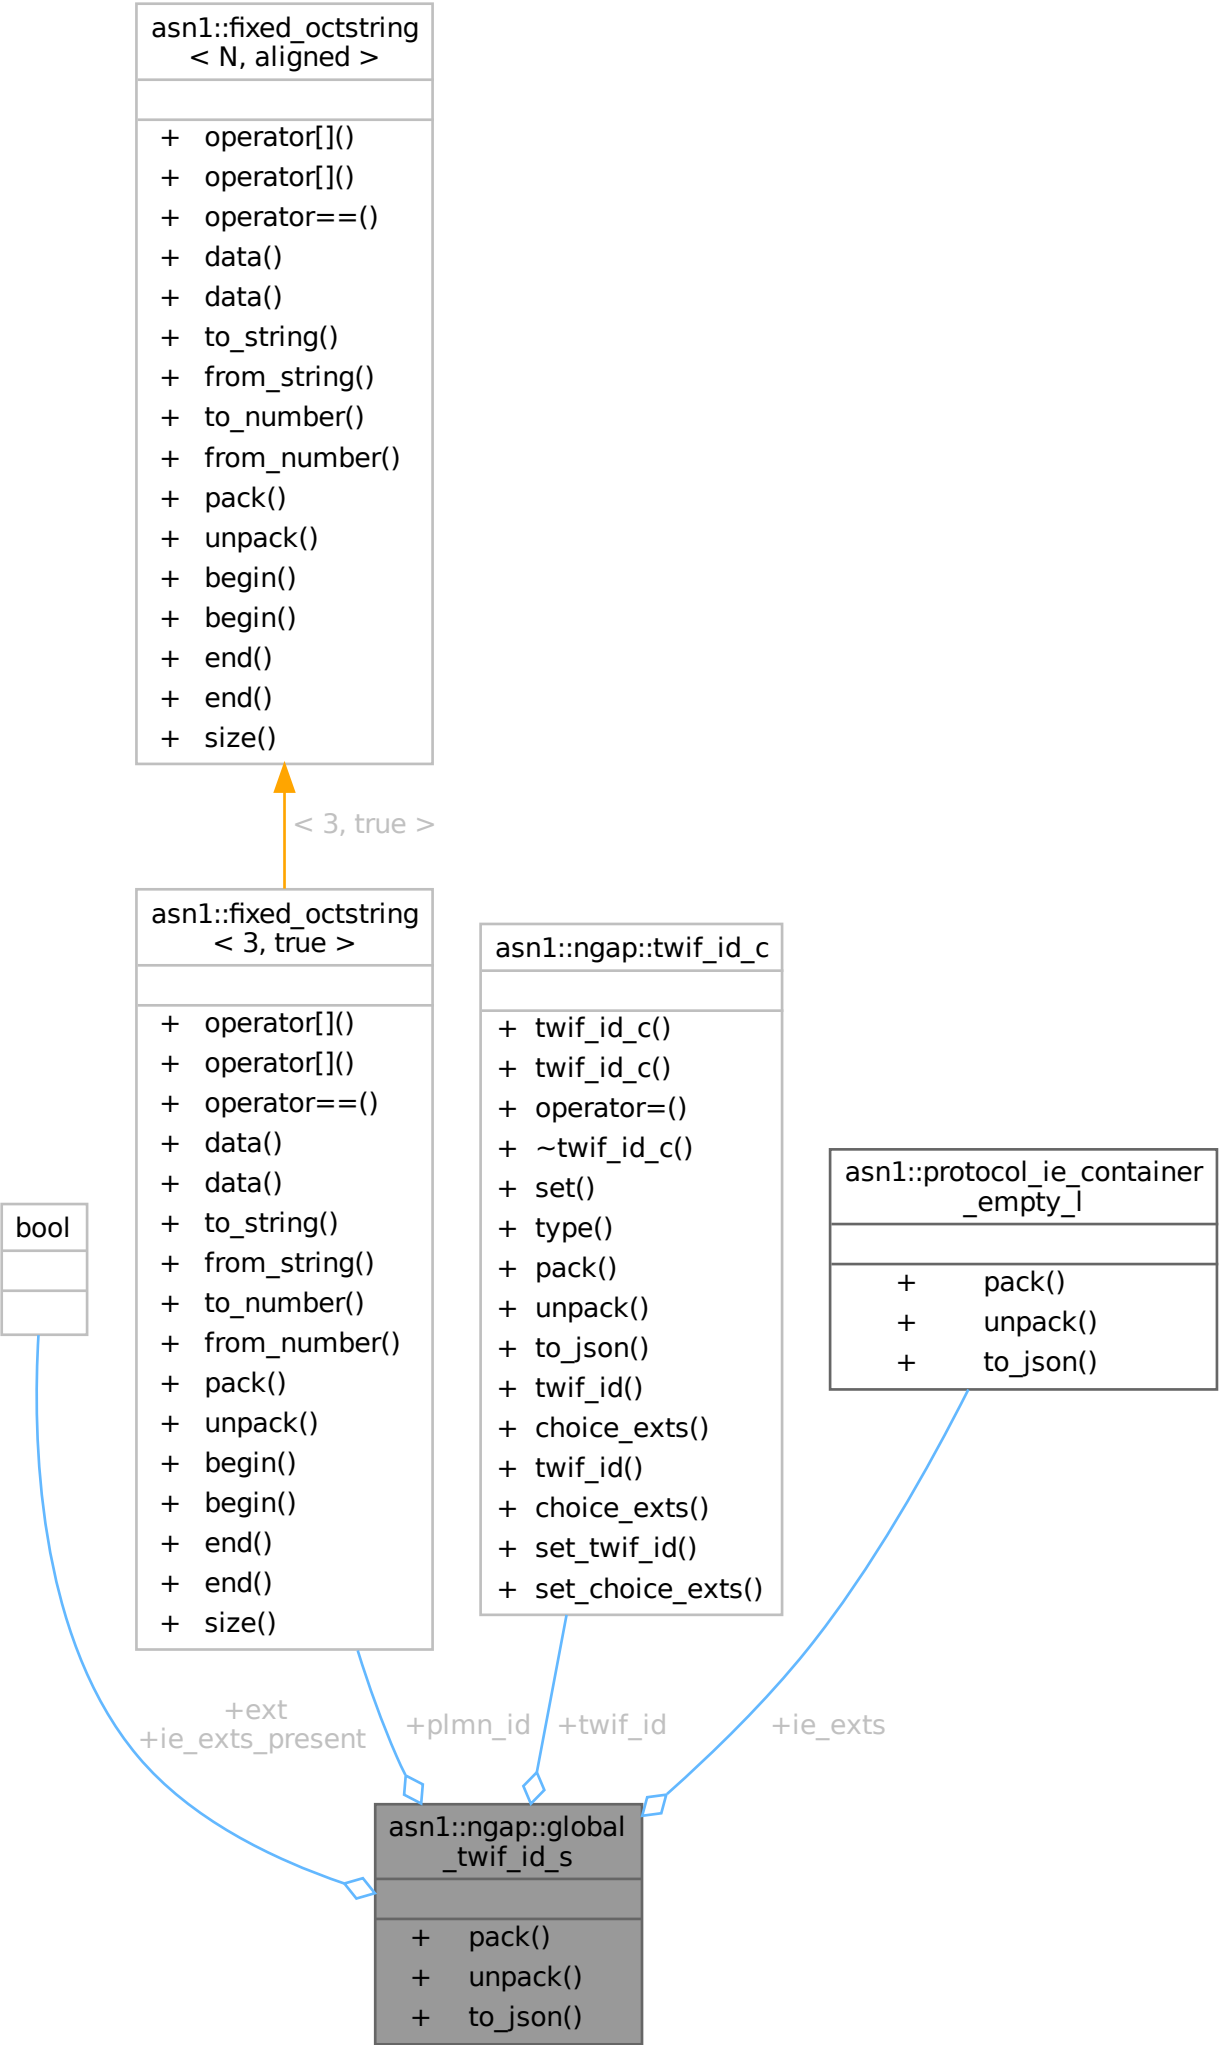 asn1::fixed_octstring
< N, aligned >
+ operator[]()
+ operator[]()
+ operator==()
+ data()
+ data()
+ to_string()
+ from_string()
+ to_number()
+ from_number()
+ pack()
+ unpack()
+ begin()
+ begin()
+ end()
+ end()
+ size()
< 3, true >
asn1::fixed_octstring
< 3, true >
+ operator[]()
+ operator[]()
+ operator==()
+ data()
+ data()
+ to_string()
+ from_string()
+ to_number()
+ from_number()
+ pack()
+ unpack()
+ begin()
+ begin()
+ end()
+ end()
+ size()
asn1::ngap::twif_id_c
+ twif_id_c()
+ twif_id_c()
+ operator=()
+ ~twif_id_c()
+ set()
+ type()
+ pack()
+ unpack()
+ to_json()
+ twif_id()
+ choice_exts()
+ twif_id()
+ choice_exts()
+ set_twif_id()
+ set_choice_exts()
asn1::protocol_ie_container
_empty_l
+ pack()
+ unpack()
+ to_json()
bool
+ext
+ie_exts_present
+plmn_id
+twif_id
+ie_exts
asn1::ngap::global
_twif_id_s
+ pack()
+ unpack()
+ to_json()